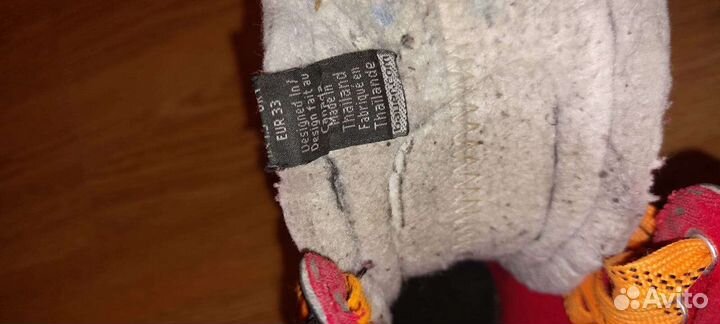 EUR 33
Designed in/
Design fait au
Canada
Made in
Thailand
Fabriqué en
Thaïlande
Avito